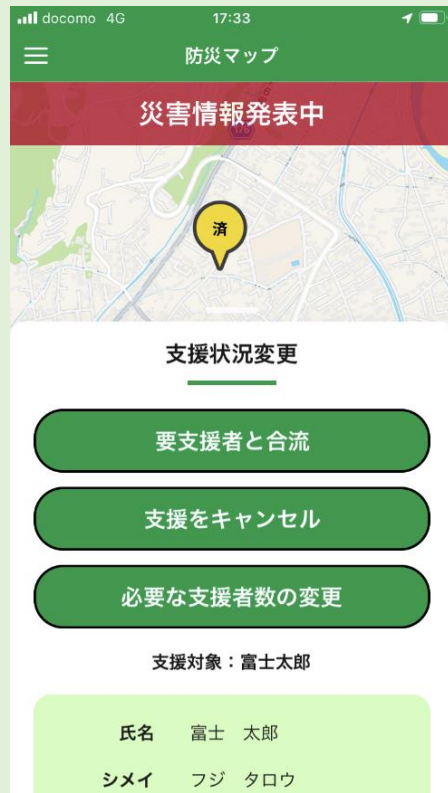 docomo 4G 17:33
防災マップ
災害情報発表中
176
済
支援状況変更
要支援者と合流
支援をキャンセル
必要な支援者数の変更
支援対象：富士太郎
氏名 富士 太郎
シメイ フジ タロウ